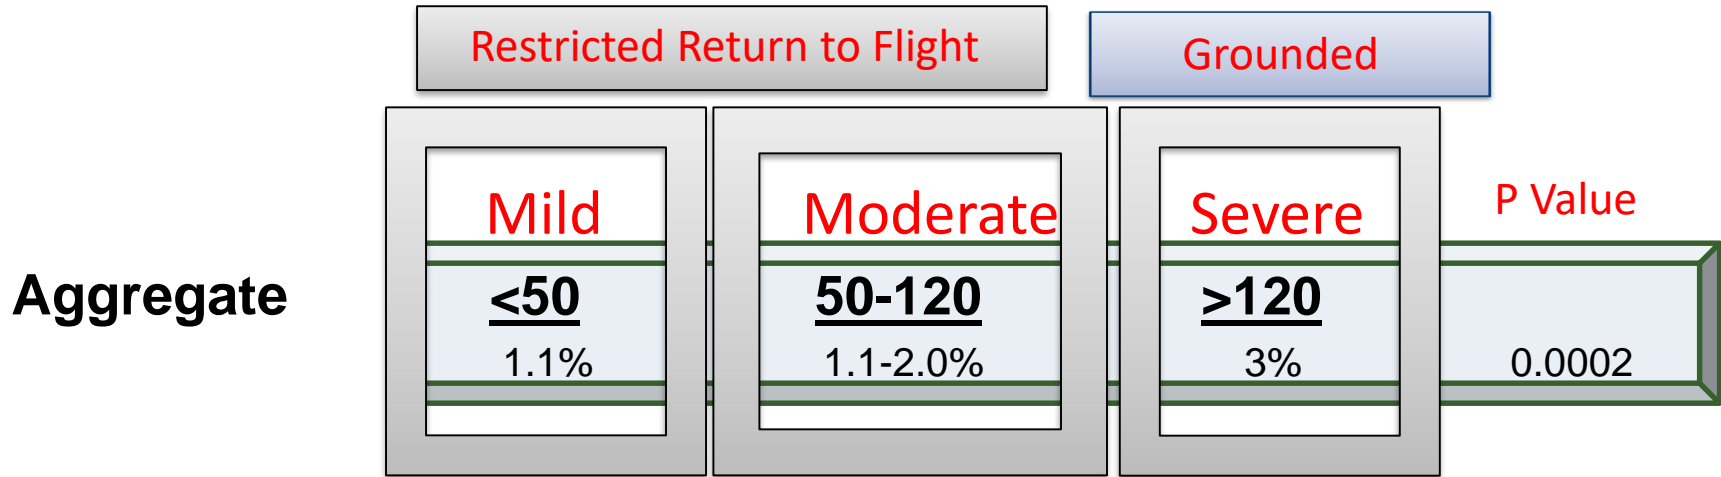 Restricted Return to Flight
Grounded
Mild
Moderate
Severe
P Value
Aggregate
<50
50-120
>120
1.1%
1.1-2.0%
3%
0.0002